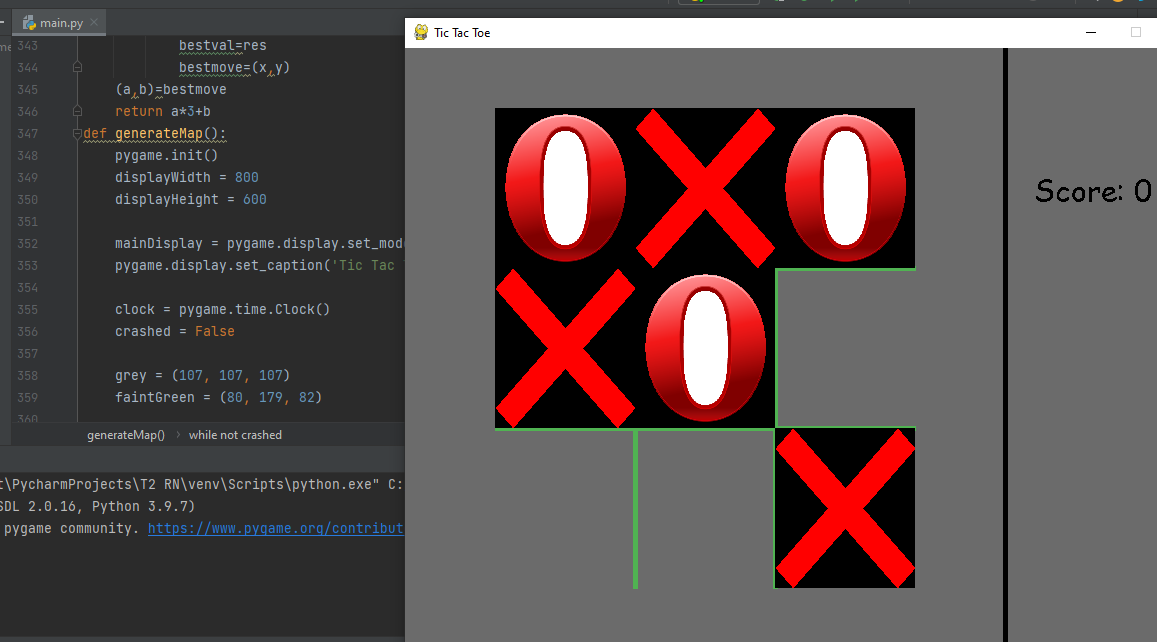 main.py
Tic Tac Toe
343 bestval=res
344 bestmove=(x,y)
345 (a,b)=bestmove
346 return a*3+b
347 def generateMap():
348 pygame.init()
349 displayWidth = 800
350 displayHeight = 600
351
352 mainDisplay = pygame.display.set_mod
353 pygame.display.set_caption('Tic Tac
354
355 clock = pygame.time.Clock()
356 crashed = False
357
358 grey = (107, 107, 107)
359 faintGreen = (80, 179, 82)
360
generateMap() › while not crashed
t\PycharmProjects\T2 RN\venv\Scripts\python.exe" C:
SDL 2.0.16, Python 3.9.7)
pygame community. https://www.pygame.org/contribut
O X O
X O
X
Score: 0